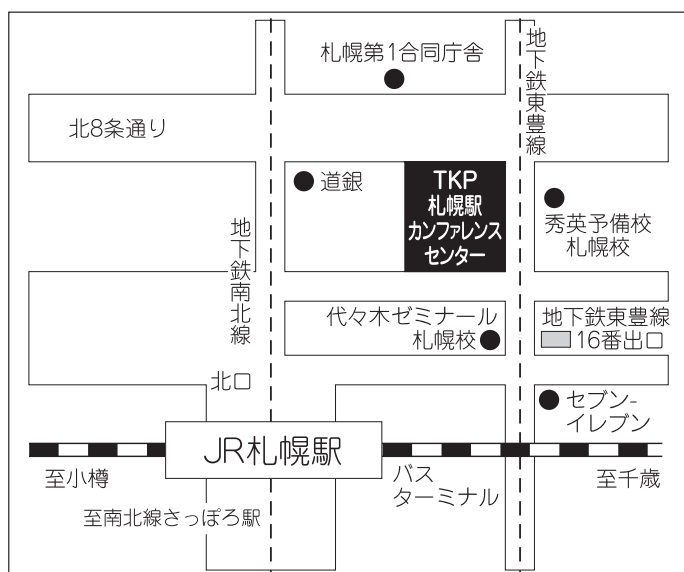 札幌第1合同庁舎
地下鉄東豊線
北8条通り
道銀
TKP
札幌駅
カンファレンス
センター
秀英予備校
札幌校
地下鉄南北線
代々木ゼミナール
札幌校
地下鉄東豊線
16番出口
北口
セブン-
イレブン
JR札幌駅
至小樽
バス
ターミナル
至千歳
至南北線さっぽろ駅